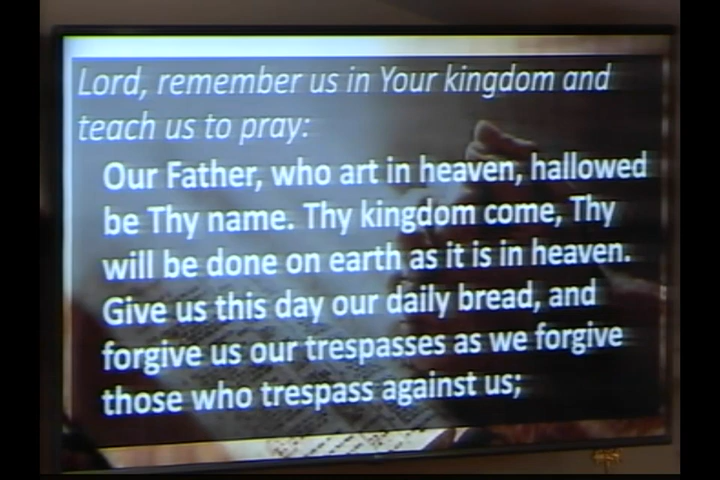 Lord, remember us in Your kingdom and
teach us to pray:
Our Father, who art in heaven, hallowed
be Thy name. Thy kingdom come, Thy
will be done on earth as it is in heaven.
Give us this day our daily bread, and
forgive us our trespasses as we forgive
those who trespass against us;